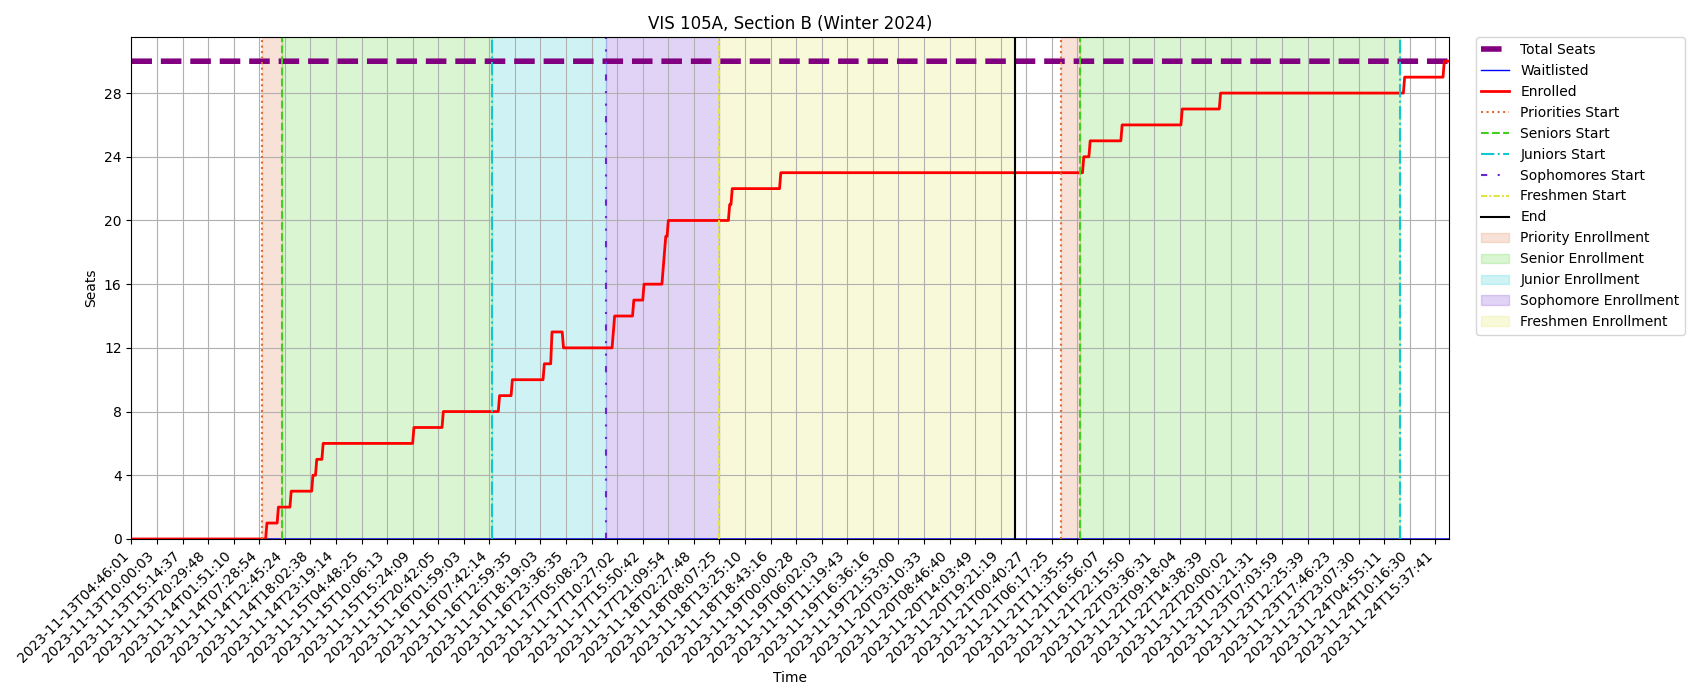 VIS 105A, Section B (Winter 2024)
Total Seats
Waitlisted
Enrolled
Priorities Start
Seniors Start
Juniors Start
Sophomores Start
Freshmen Start
End
Priority Enrollment
Senior Enrollment
Junior Enrollment
Sophomore Enrollment
Freshmen Enrollment
Seats
28
24
20
16
12
8
4
0
2023-11-13T04:46:01
2023-11-13T10:00:03
2023-11-13T15:14:37
2023-11-13T20:29:48
2023-11-14T01:51:10
2023-11-14T07:28:54
2023-11-14T12:45:24
2023-11-14T18:02:38
2023-11-14T23:19:14
2023-11-15T04:48:25
2023-11-15T10:06:13
2023-11-15T15:24:09
2023-11-15T20:42:05
2023-11-16T01:59:03
2023-11-16T07:42:14
2023-11-16T12:59:35
2023-11-16T18:19:03
2023-11-16T23:36:35
2023-11-17T05:08:23
2023-11-17T10:27:02
2023-11-17T15:50:42
2023-11-17T21:09:54
2023-11-18T02:27:48
2023-11-18T08:07:25
2023-11-18T13:25:10
2023-11-18T18:43:16
2023-11-19T00:00:28
2023-11-19T06:02:03
2023-11-19T11:19:43
2023-11-19T16:36:16
2023-11-19T21:53:00
2023-11-20T03:10:33
2023-11-20T08:46:40
2023-11-20T14:03:49
2023-11-20T19:21:19
2023-11-21T00:40:27
2023-11-21T06:17:25
2023-11-21T11:35:55
2023-11-21T16:56:07
2023-11-21T22:15:50
2023-11-22T03:36:31
2023-11-22T09:18:04
2023-11-22T14:38:39
2023-11-22T20:00:02
2023-11-23T01:21:31
2023-11-23T07:03:59
2023-11-23T12:25:39
2023-11-23T17:46:23
2023-11-23T23:07:30
2023-11-24T04:55:11
2023-11-24T10:16:30
2023-11-24T15:37:41
Time